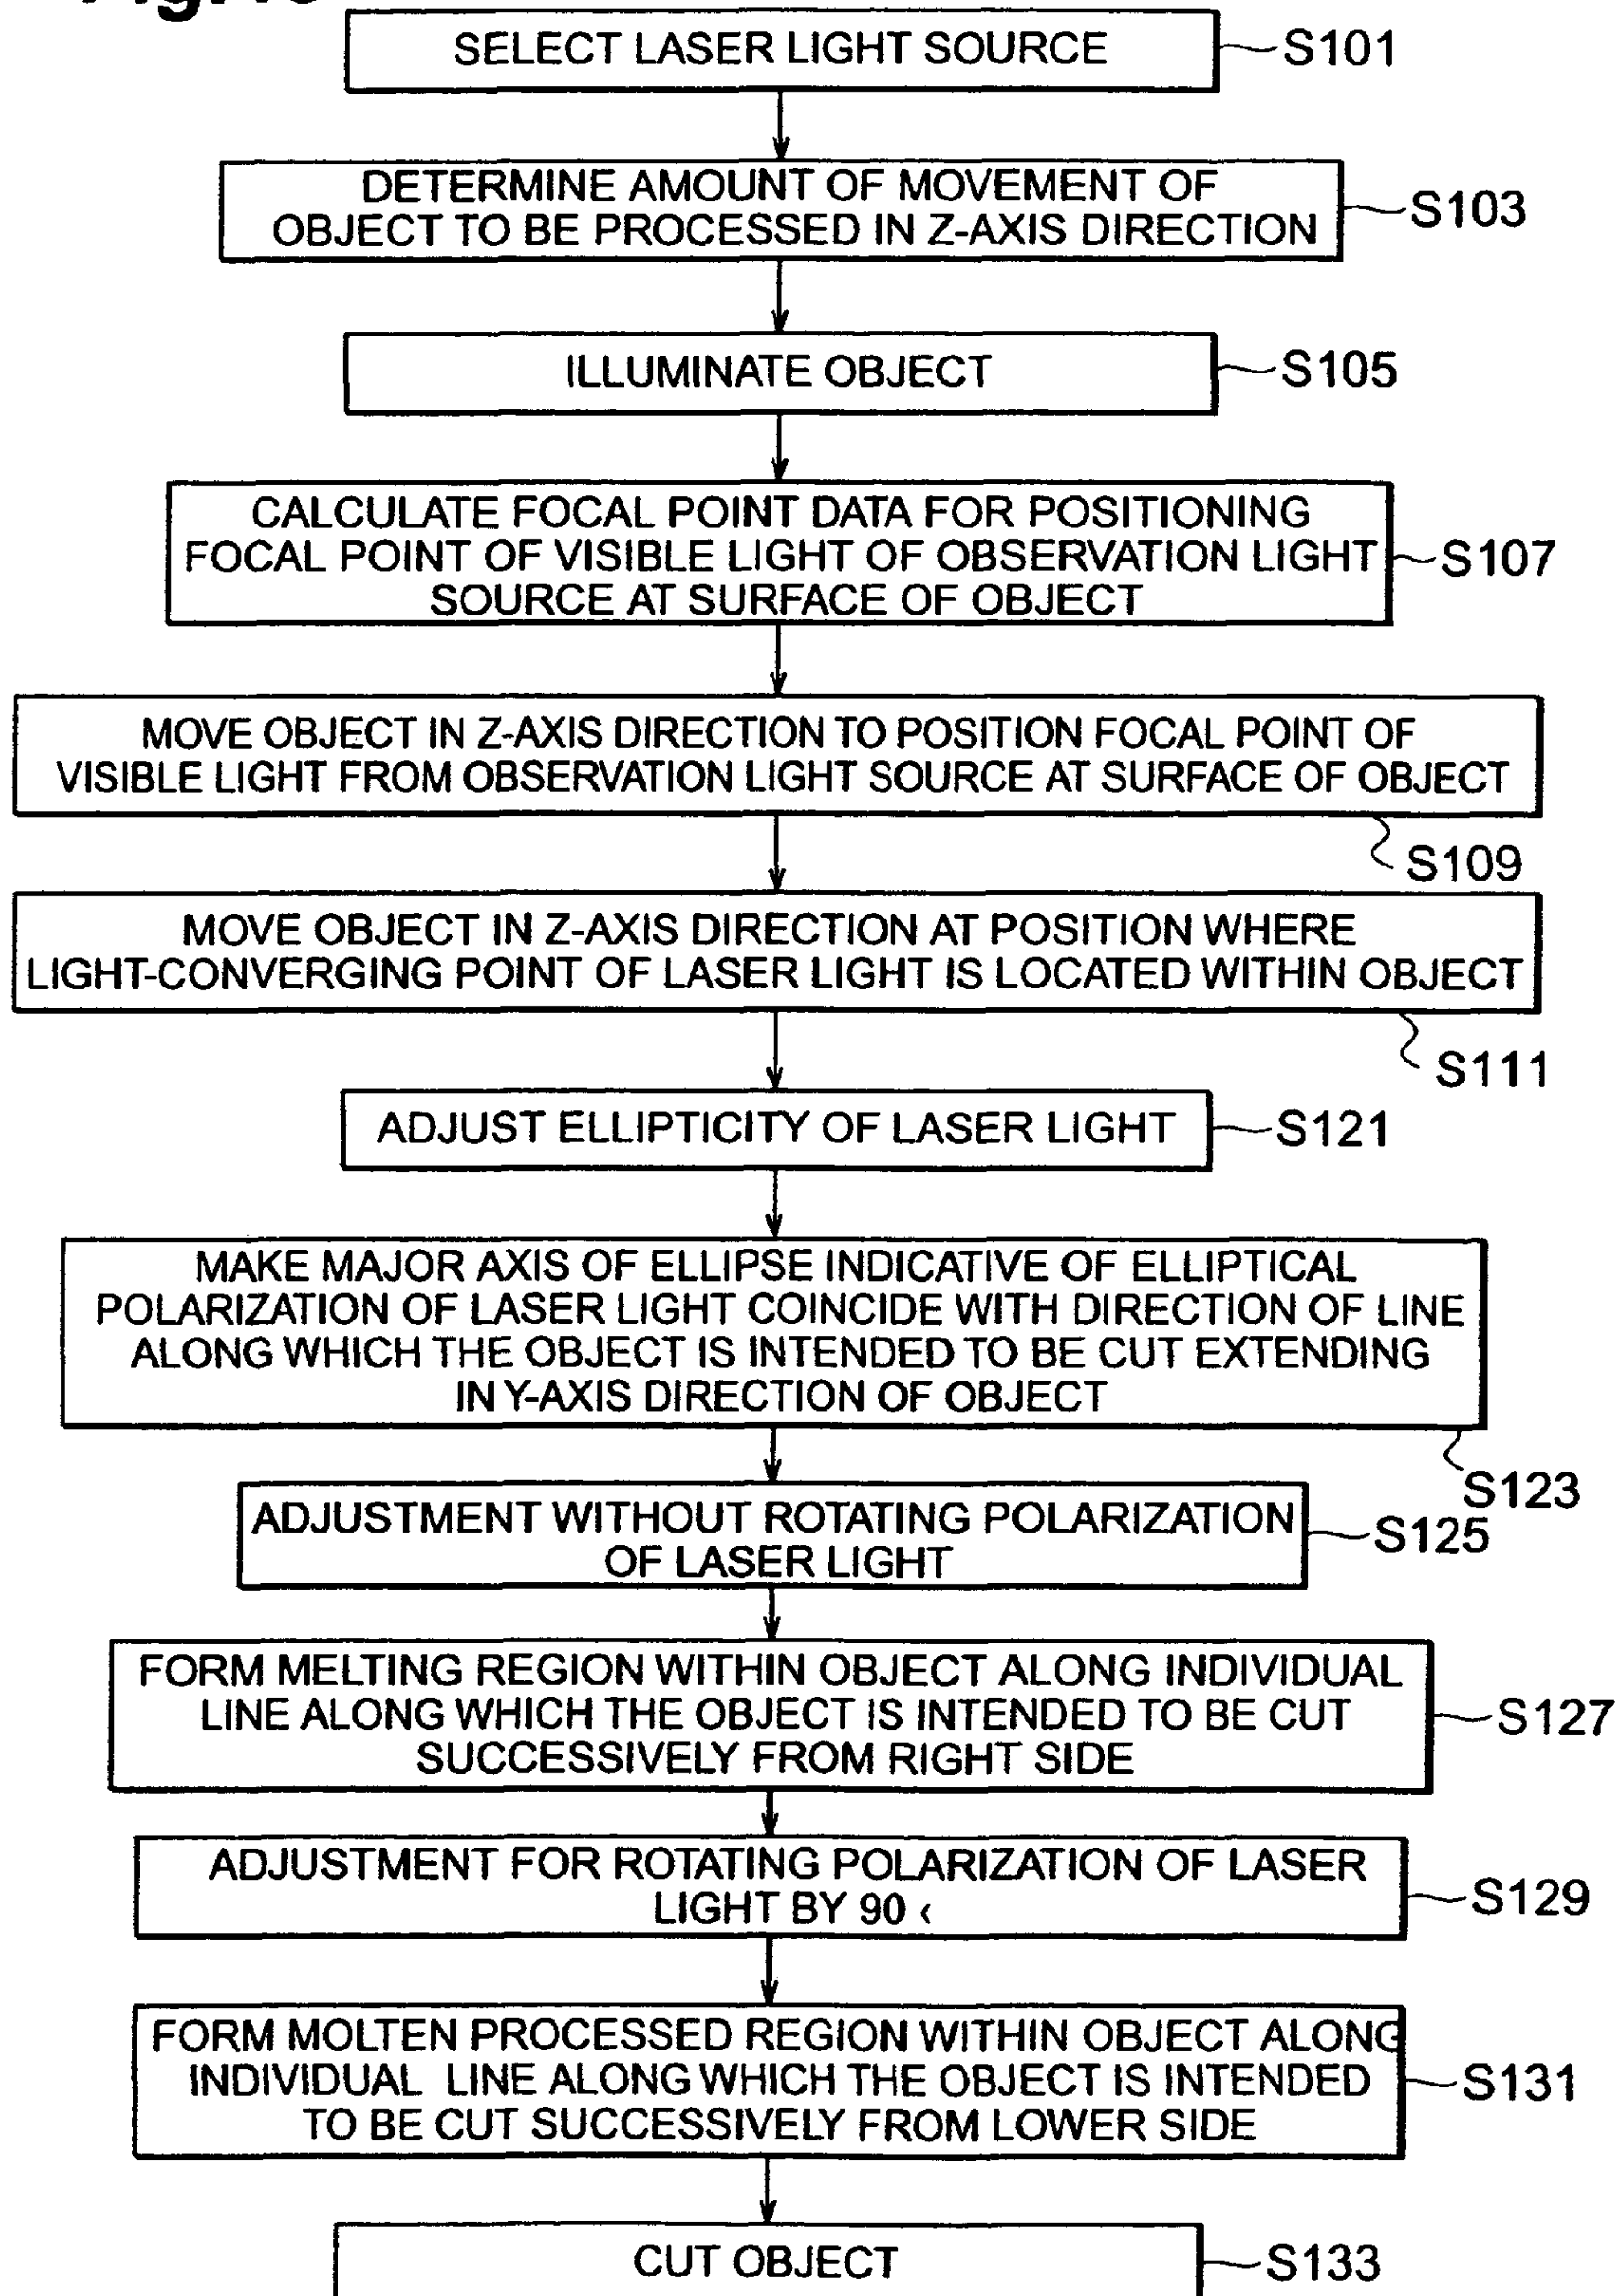 SELECT LASER LIGHT SOURCE
S101
DETERMINE AMOUNT OF MOVEMENT OF
OBJECT TO BE PROCESSED IN Z-AXIS DIRECTION
S103
ILLUMINATE OBJECT
S105
CALCULATE FOCAL POINT DATA FOR POSITIONING
FOCAL POINT OF VISIBLE LIGHT OF OBSERVATION LIGHT
SOURCE AT SURFACE OF OBJECT
S107
MOVE OBJECT IN Z-AXIS DIRECTION TO POSITION FOCAL POINT OF
VISIBLE LIGHT FROM OBSERVATION LIGHT SOURCE AT SURFACE OF OBJECT
S109
MOVE OBJECT IN Z-AXIS DIRECTION AT POSITION WHERE
LIGHT-CONVERGING POINT OF LASER LIGHT IS LOCATED WITHIN OBJECT
S111
ADJUST ELLIPTICITY OF LASER LIGHT
S121
MAKE MAJOR AXIS OF ELLIPSE INDICATIVE OF ELLIPTICAL
POLARIZATION OF LASER LIGHT COINCIDE WITH DIRECTION OF LINE
ALONG WHICH THE OBJECT IS INTENDED TO BE CUT EXTENDING
IN Y-AXIS DIRECTION OF OBJECT
S123
ADJUSTMENT WITHOUT ROTATING POLARIZATION
OF LASER LIGHT
S125
FORM MELTING REGION WITHIN OBJECT ALONG INDIVIDUAL
LINE ALONG WHICH THE OBJECT IS INTENDED TO BE CUT
SUCCESSIVELY FROM RIGHT SIDE
S127
ADJUSTMENT FOR ROTATING POLARIZATION OF LASER
LIGHT BY 90 ‹
S129
FORM MOLTEN PROCESSED REGION WITHIN OBJECT ALONG
INDIVIDUAL LINE ALONG WHICH THE OBJECT IS INTENDED
TO BE CUT SUCCESSIVELY FROM LOWER SIDE
S131
CUT OBJECT
S133